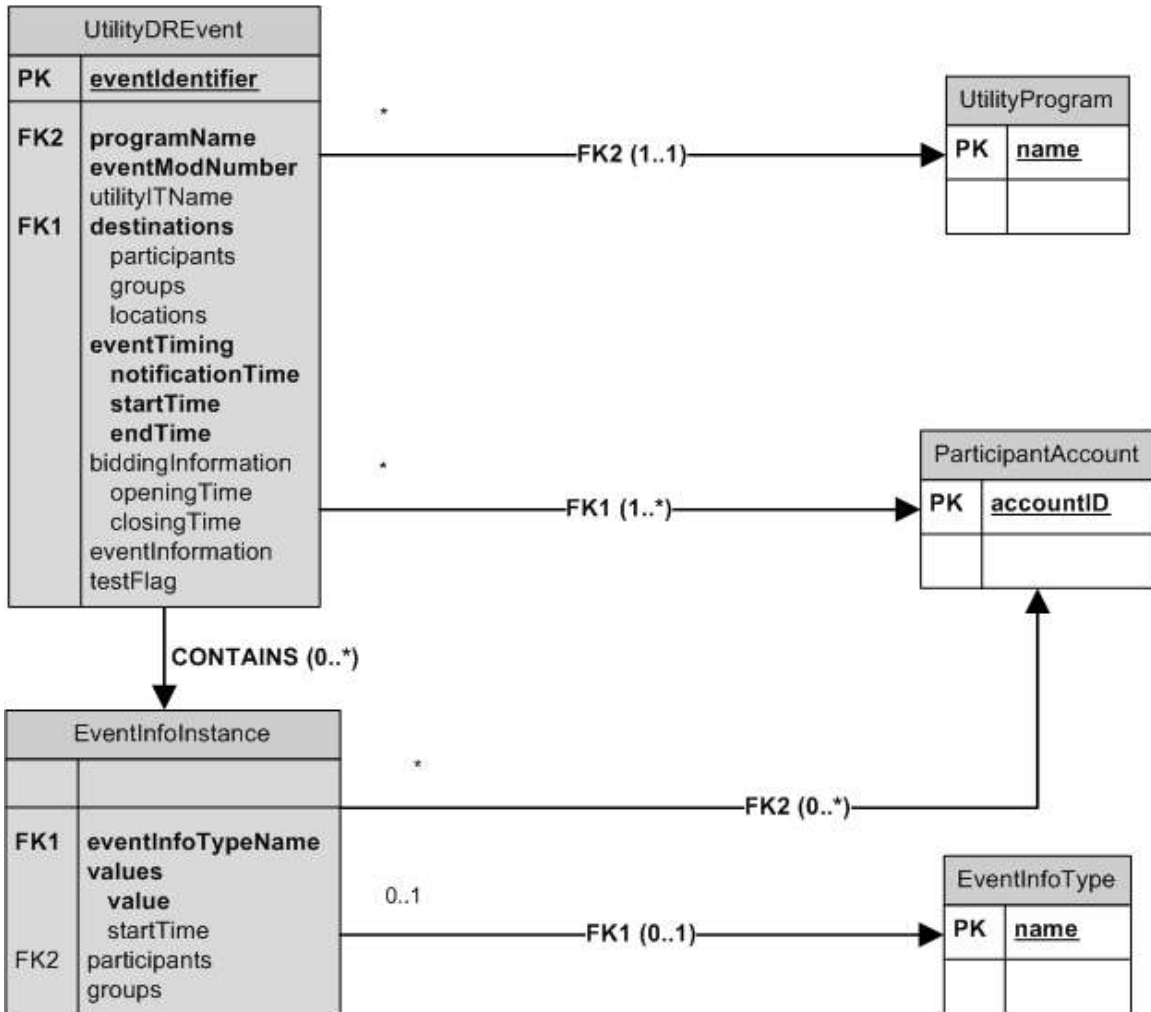 UtilityDREvent
PK eventIdentifier
FK2 programName
eventModNumber
utilityITName
FK1 destinations
participants
groups
locations
eventTiming
notificationTime
startTime
endTime
biddingInformation
openingTime
closingTime
eventInformation
testFlag
*
FK2 (1..1)
UtilityProgram
PK name
*
FK1 (1..*)
ParticipantAccount
PK accountID
CONTAINS (0..*)
EventInfoInstance
FK1 eventInfoTypeName
values
value
startTime
FK2 participants
groups
*
FK2 (0..*)
0..1
FK1 (0..1)
EventInfoType
PK name